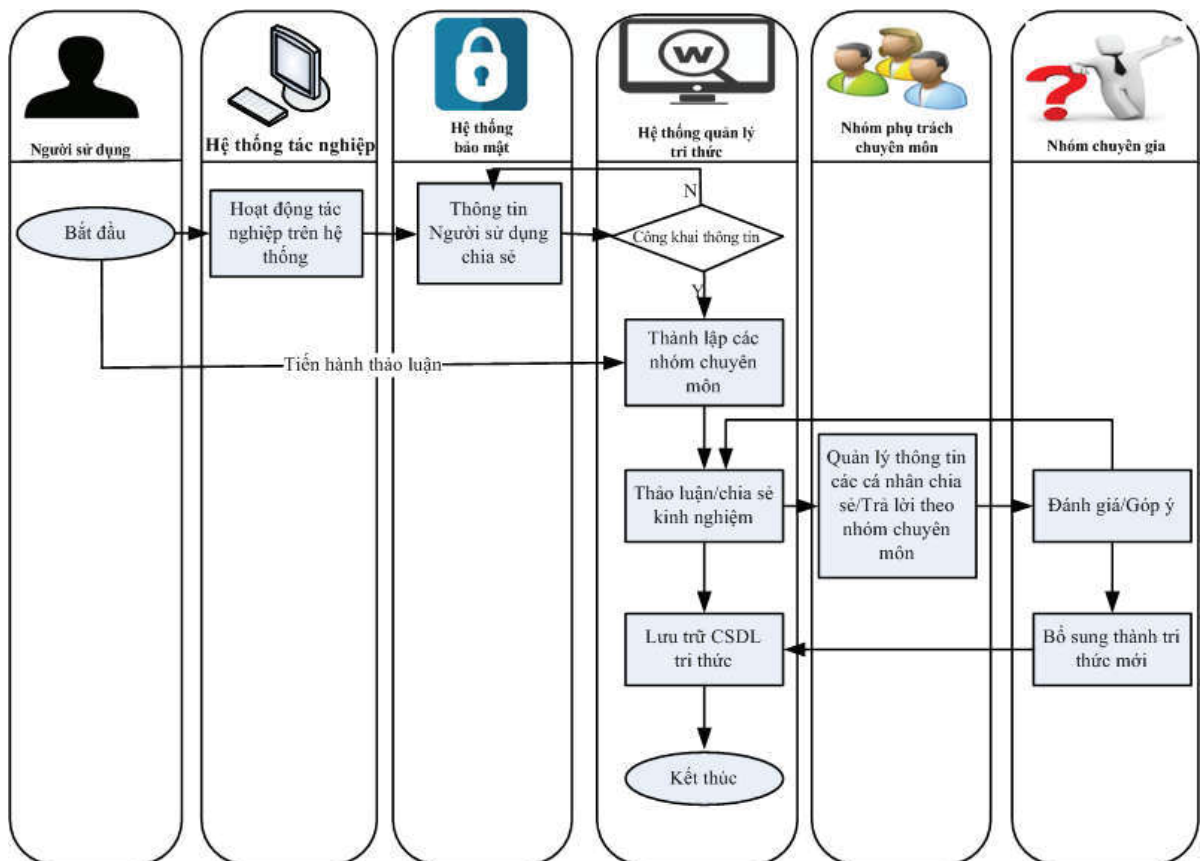 Người sử dụng
Hệ thống tác nghiệp
Hệ thống
bảo mật
Hệ thống quản lý
tri thức
Nhóm phụ trách
chuyên môn
Nhóm chuyên gia
W
Bắt đầu
Hoạt động tác
nghiệp trên hệ
thống
Thông tin
Người sử dụng
chia sẻ
N
Công khai thông tin
Y
Tiến hành thảo luận
Thành lập các
nhóm chuyên
môn
Thảo luận/chia sẻ
kinh nghiệm
Quản lý thông tin
các cá nhân chia
sẻ/Trả lời theo
nhóm chuyên
môn
Đánh giá/Góp ý
Lưu trữ CSDL
tri thức
Bổ sung thành tri
thức mới
Kết thúc